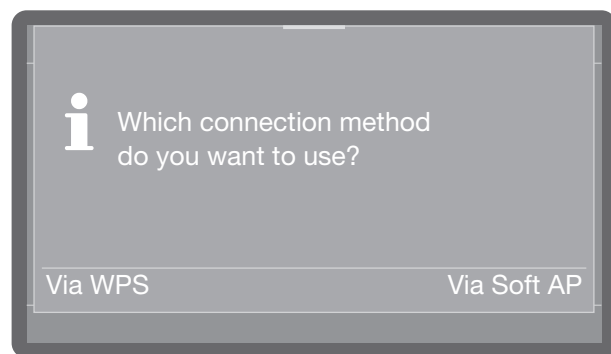 Which connection method
do you want to use?
Via WPS
Via Soft AP